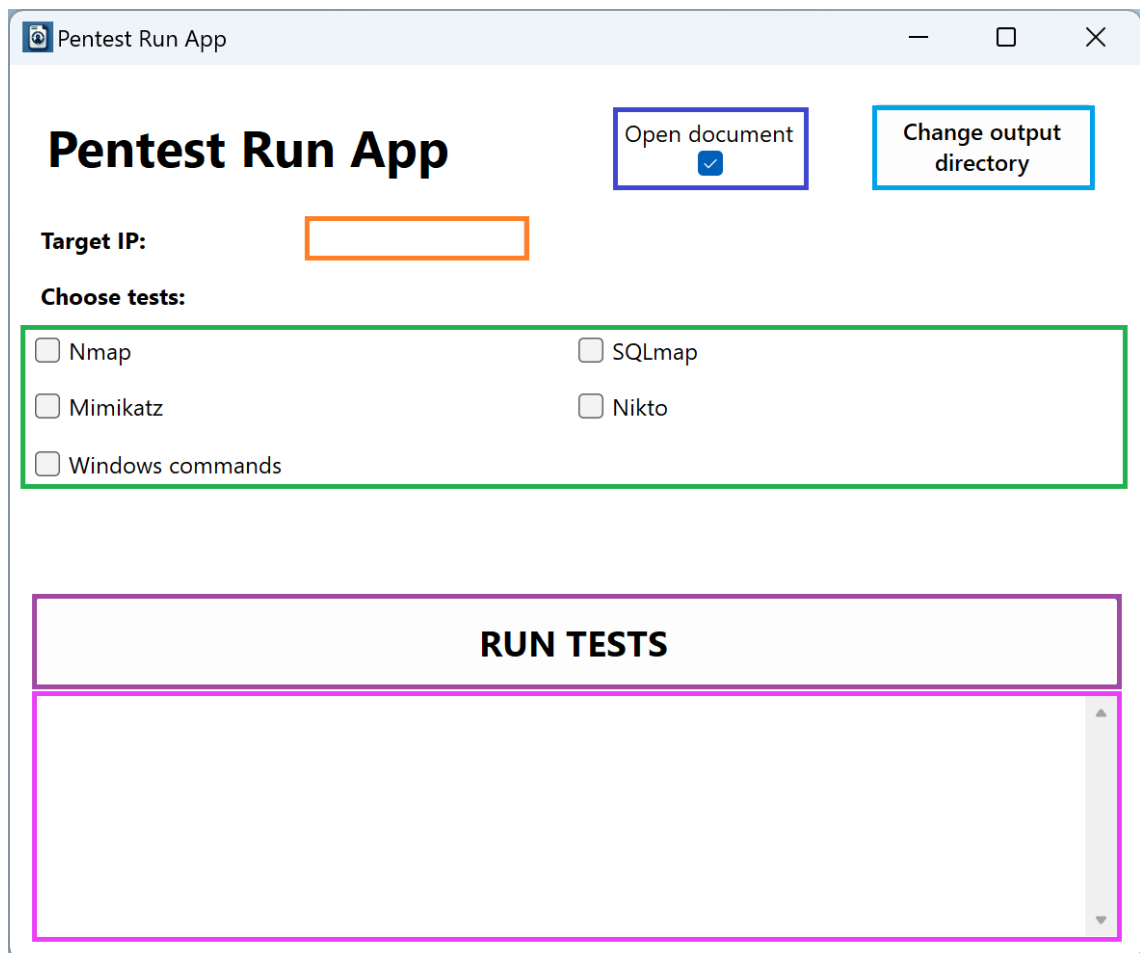 Pentest Run App
Pentest Run App
Open document
Change output
directory
Target IP:
Choose tests:
Nmap
SQLmap
Mimikatz
Nikto
Windows commands
RUN TESTS